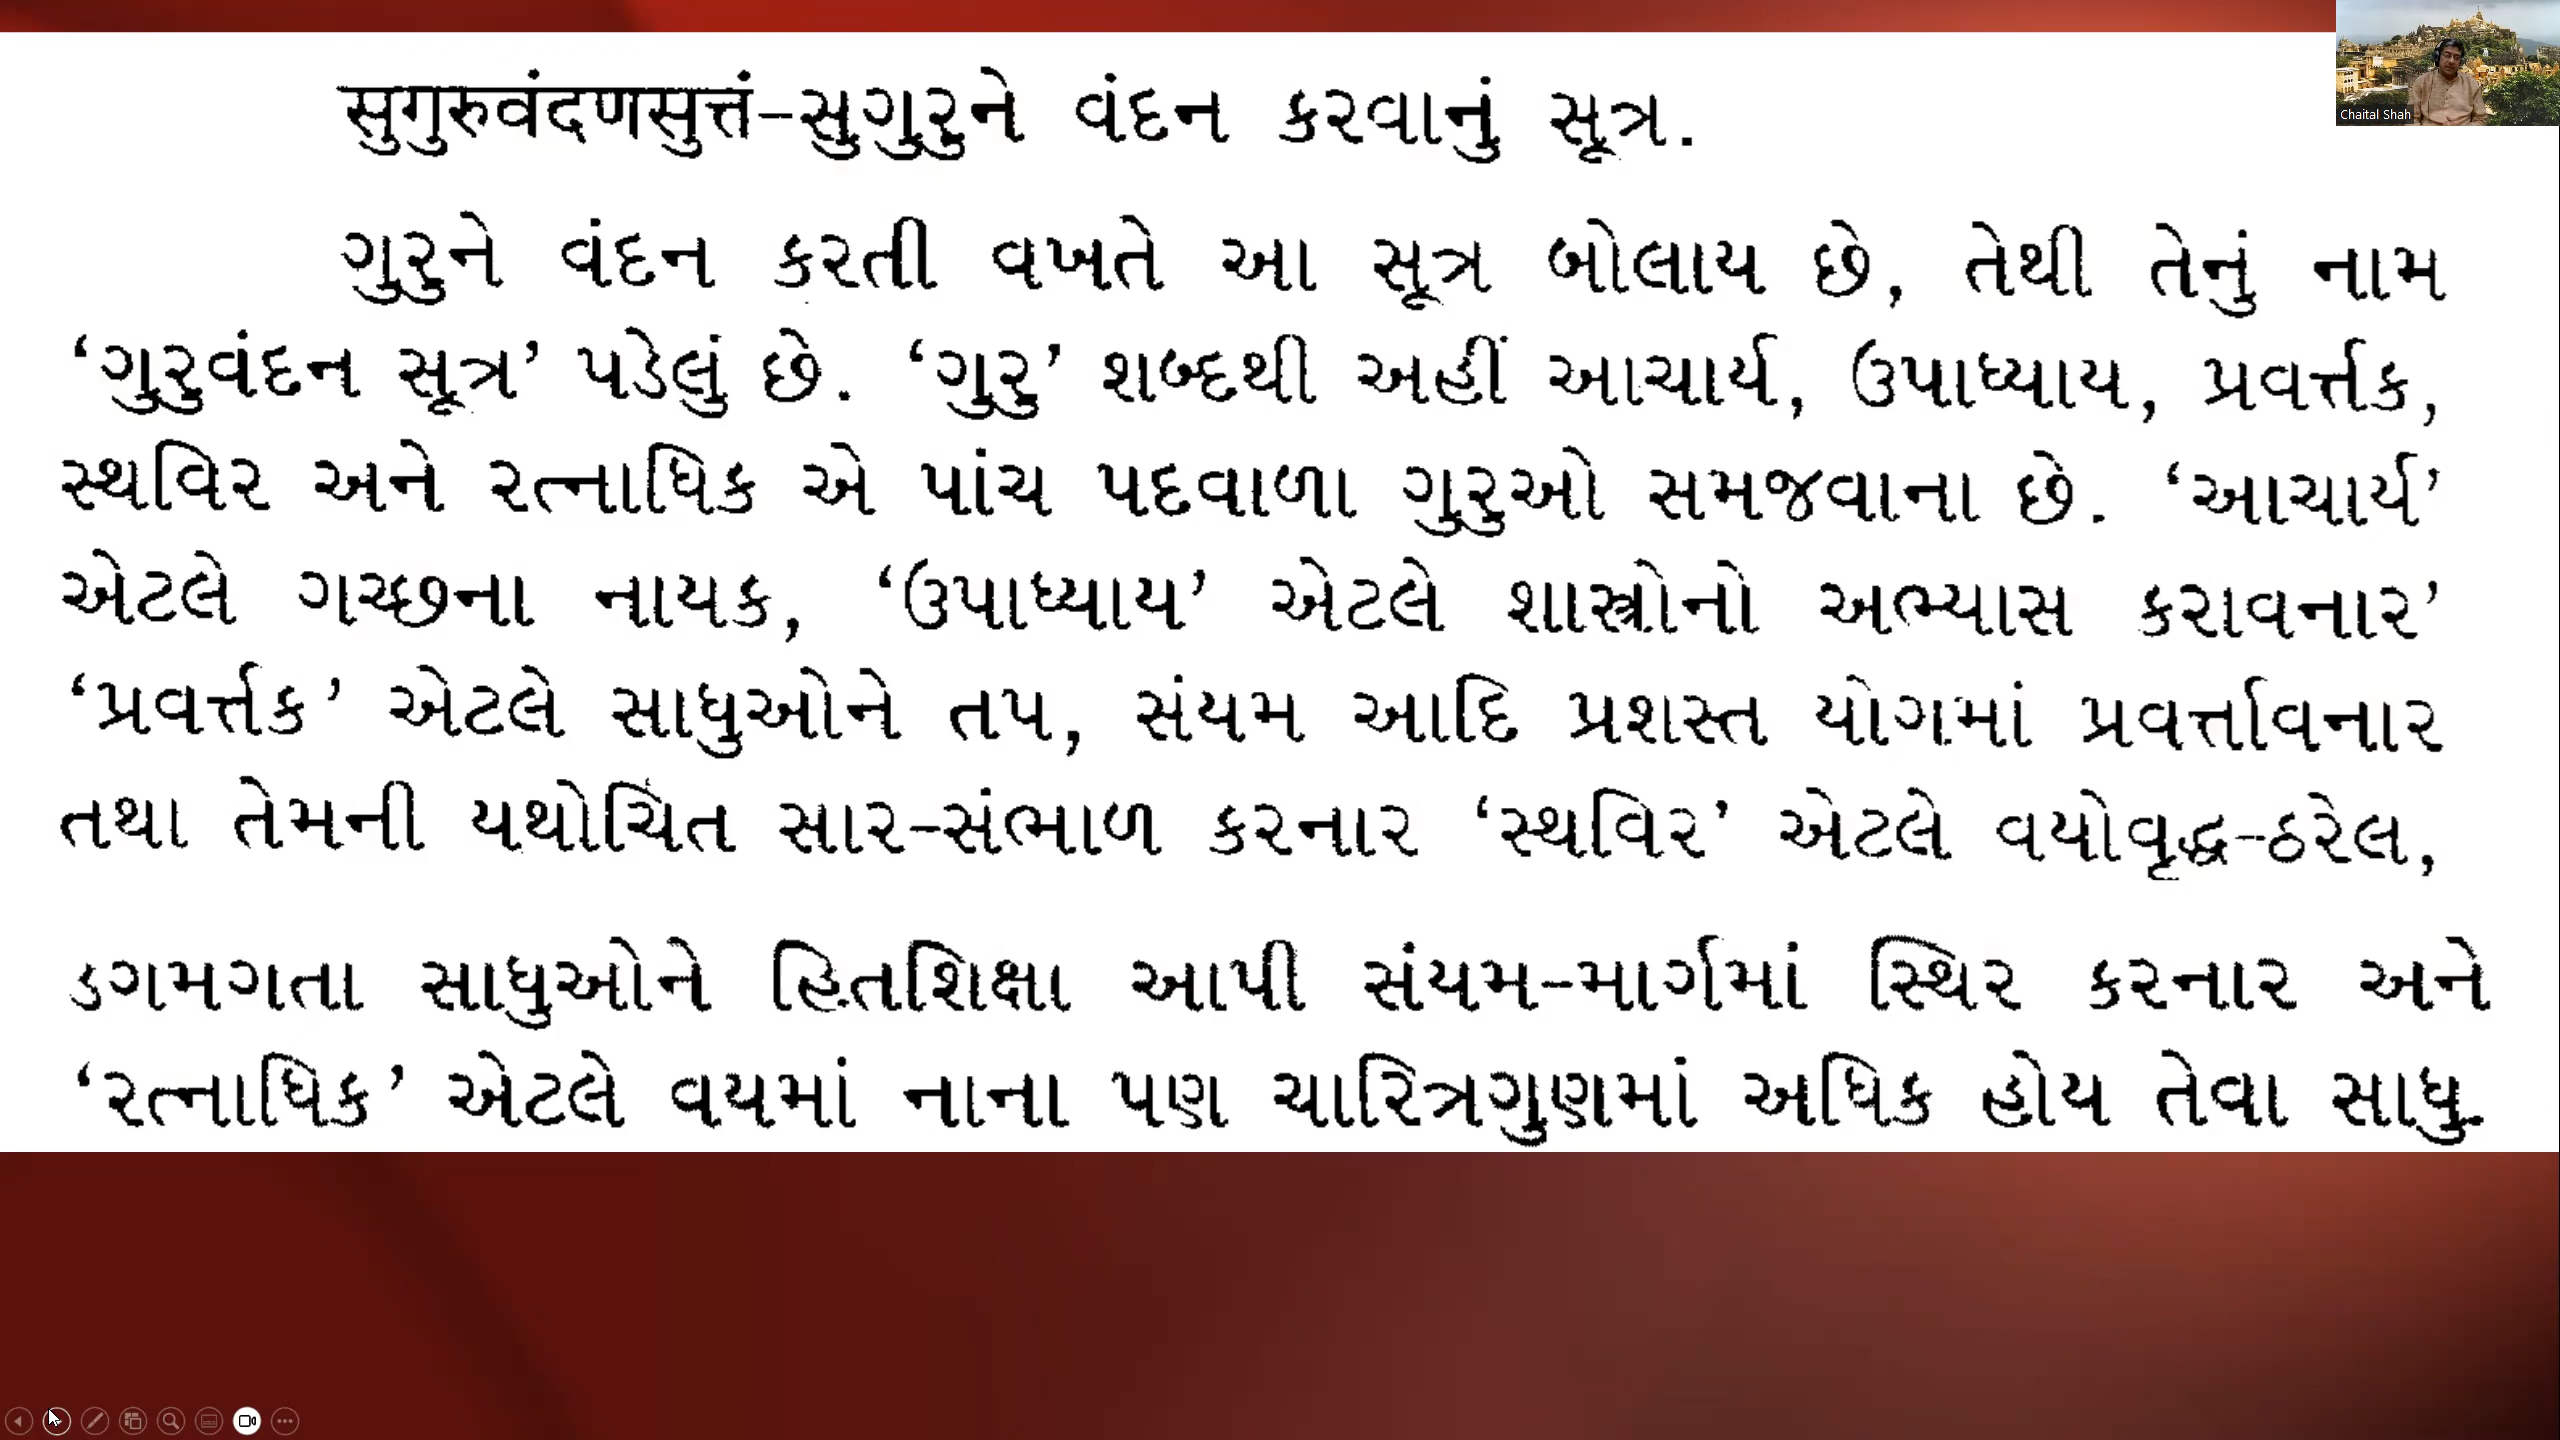 सुगुरुवंदणसुत्तं-સુગુરુને વંદન કરવાનું સૂત્ર.
ગુરુને વંદન કરતી વખતે આ સૂત્ર બોલાય છે, તેથી તેનું નામ
‘ગુરુવંદન સૂત્ર’ પડેલું છે. ‘ગુરુ’ શબ્દથી અહીં આચાર્ય, ઉપાધ્યાય, પ્રવર્ત્તક,
સ્થવિર અને રત્નાધિક એ પાંચ પદવાળા ગુરુઓ સમજવાના છે. ‘આચાર્ય’
એટલે ગચ્છના નાયક, ‘ઉપાધ્યાય’ એટલે શાસ્ત્રોનો અભ્યાસ કરાવનાર’
‘પ્રવર્ત્તક’ એટલે સાધુઓને તપ, સંયમ આદિ પ્રશસ્ત યોગમાં પ્રવર્ત્તાવનાર
તથા તેમની યથોચિત સાર-સંભાળ કરનાર ‘સ્થવિર’ એટલે વયોવૃદ્ધ-ઠરેલ,
ડગમગતા સાધુઓને હિતશિક્ષા આપી સંયમ-માર્ગમાં સ્થિર કરનાર અને
‘રત્નાધિક’ એટલે વયમાં નાના પણ ચારિત્રગુણમાં અધિક હોય તેવા સાધુ.
Chaital Shah